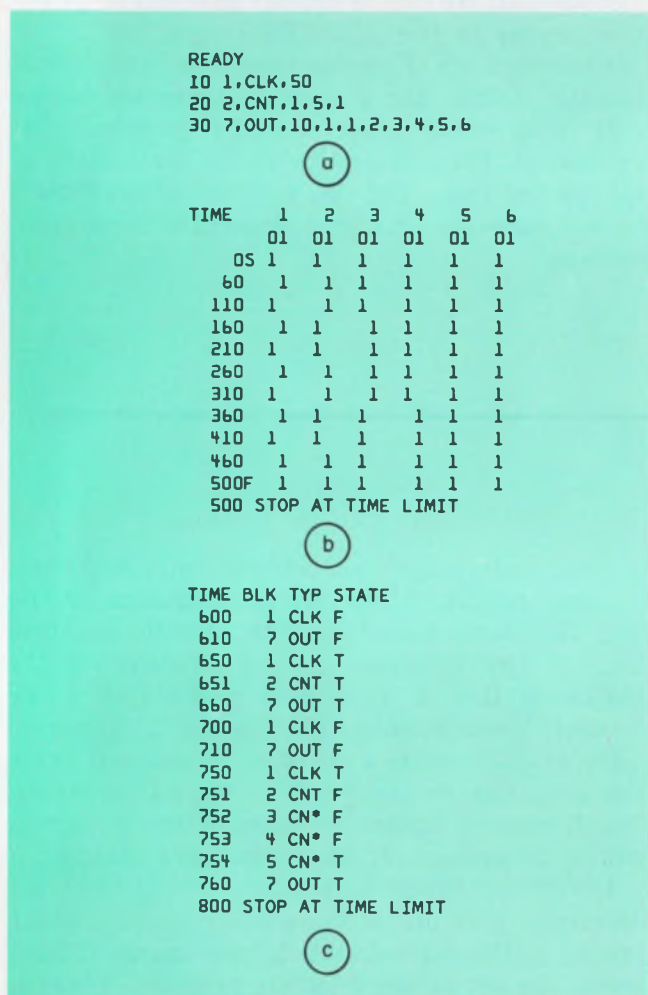 READY
10 1,CLK,50
20 2,CNT,1,5,1
30 7,OUT,10,1,1,2,3,4,5,6
a
TIME 1 2 3 4 5 6
01 01 01 01 01 01
0S 1 1 1 1 1 1
60 1 1 1 1 1 1
110 1 1 1 1 1 1
160 1 1 1 1 1 1
210 1 1 1 1 1 1
260 1 1 1 1 1 1
310 1 1 1 1 1 1
360 1 1 1 1 1 1
410 1 1 1 1 1 1
460 1 1 1 1 1 1
500F 1 1 1 1 1 1
500 STOP AT TIME LIMIT
b
TIME BLK TYP STATE
600 1 CLK F
610 7 OUT F
650 1 CLK T
651 2 CNT T
660 7 OUT T
700 1 CLK F
710 7 OUT F
750 1 CLK T
751 2 CNT F
752 3 CN* F
753 4 CN* F
754 5 CN* T
760 7 OUT T
800 STOP AT TIME LIMIT
c